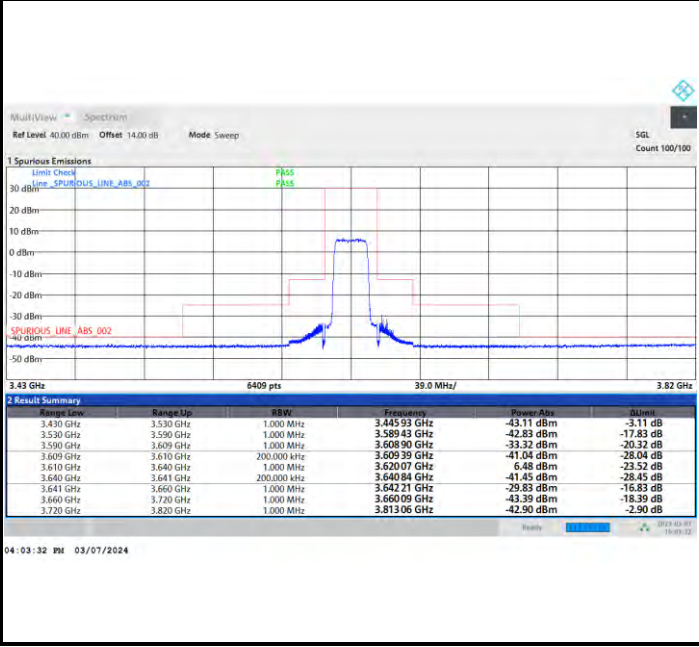 MultiView Spectrum
Ref Level 40.00 dBm Offset 14.00 dB Mode Sweep SGL
Count 100/100
1 Spurious Emissions
Limit Check PASS
Line _SPURIOUS_LINE_ABS_002 PASS
30 dBm
20 dBm
10 dBm
0 dBm
-10 dBm
-20 dBm
-30 dBm
SPURIOUS_LINE_ABS_002
-40 dBm
-50 dBm
3.43 GHz 6409 pts 39.0 MHz/ 3.82 GHz
2 Result Summary
Range Low Range Up RBW Frequency Power Abs ΔLimit
3.430 GHz 3.530 GHz 1.000 MHz 3.445 93 GHz -43.11 dBm -3.11 dB
3.530 GHz 3.590 GHz 1.000 MHz 3.589 43 GHz -42.83 dBm -17.83 dB
3.590 GHz 3.609 GHz 1.000 MHz 3.608 90 GHz -33.32 dBm -20.32 dB
3.609 GHz 3.610 GHz 200.000 kHz 3.609 39 GHz -41.04 dBm -28.04 dB
3.610 GHz 3.640 GHz 1.000 MHz 3.620 07 GHz 6.48 dBm -23.52 dB
3.640 GHz 3.641 GHz 200.000 kHz 3.640 84 GHz -41.45 dBm -28.45 dB
3.641 GHz 3.660 GHz 1.000 MHz 3.642 21 GHz -29.83 dBm -16.83 dB
3.660 GHz 3.720 GHz 1.000 MHz 3.660 09 GHz -43.39 dBm -18.39 dB
3.720 GHz 3.820 GHz 1.000 MHz 3.813 06 GHz -42.90 dBm -2.90 dB
Ready
04:03:32 PM 03/07/2024